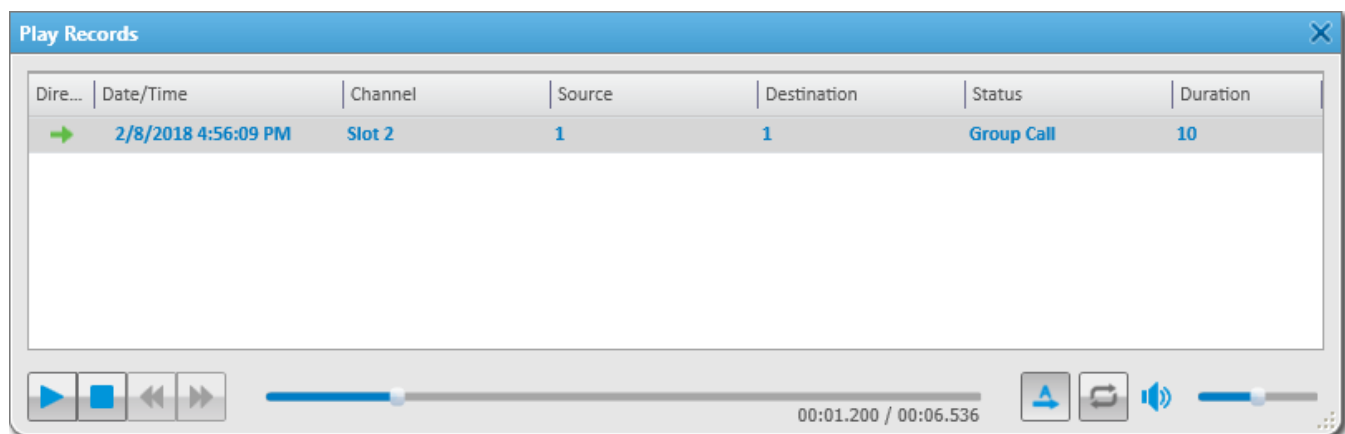 Play Records
Dire... Date/Time Channel Source Destination Status Duration
2/8/2018 4:56:09 PM Slot 2 1 1 Group Call 10
00:01.200 / 00:06.536
A